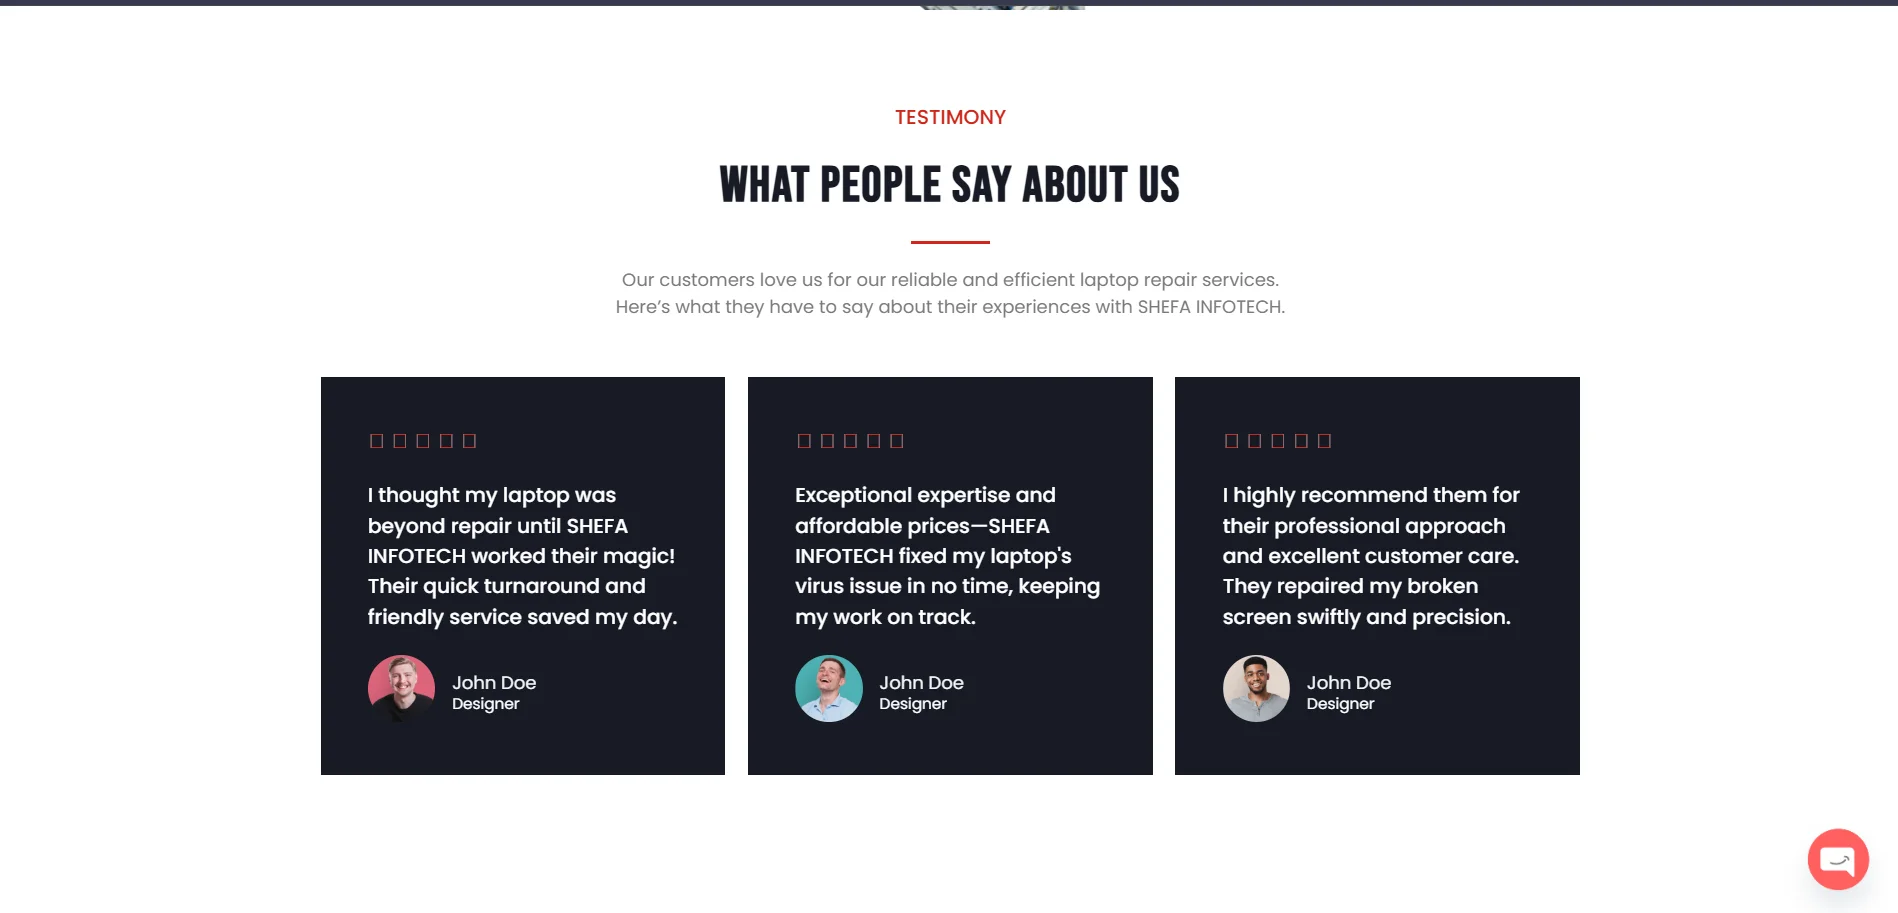 TESTIMONY
WHAT PEOPLE SAY ABOUT US
Our customers love us for our reliable and efficient laptop repair services.
Here’s what they have to say about their experiences with SHEFA INFOTECH.
I thought my laptop was
beyond repair until SHEFA
INFOTECH worked their magic!
Their quick turnaround and
friendly service saved my day.
John Doe
Designer
Exceptional expertise and
affordable prices—SHEFA
INFOTECH fixed my laptop's
virus issue in no time, keeping
my work on track.
John Doe
Designer
I highly recommend them for
their professional approach
and excellent customer care.
They repaired my broken
screen swiftly and precision.
John Doe
Designer